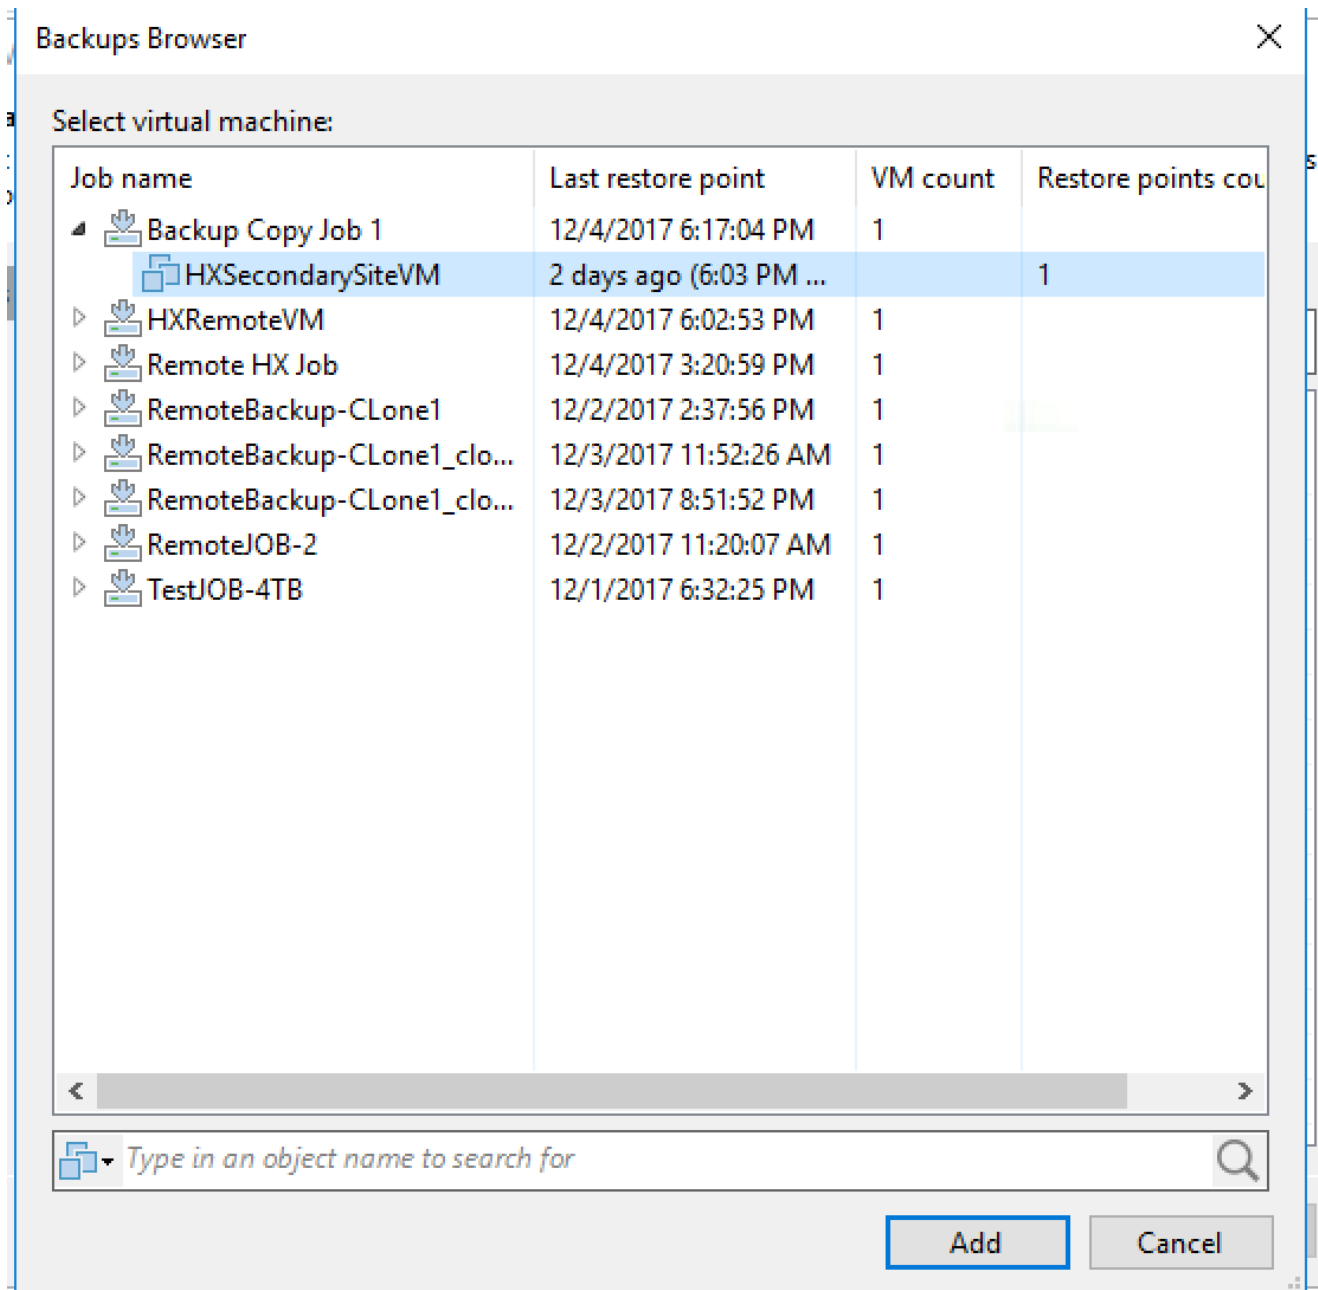 Backups Browser
Select virtual machine:
Job name Last restore point VM count Restore points cou
Backup Copy Job 1 12/4/2017 6:17:04 PM 1
HXSecondarySiteVM 2 days ago (6:03 PM ... 1
HXRemoteVM 12/4/2017 6:02:53 PM 1
Remote HX Job 12/4/2017 3:20:59 PM 1
RemoteBackup-CLone1 12/2/2017 2:37:56 PM 1
RemoteBackup-CLone1_clo... 12/3/2017 11:52:26 AM 1
RemoteBackup-CLone1_clo... 12/3/2017 8:51:52 PM 1
RemoteJOB-2 12/2/2017 11:20:07 AM 1
TestJOB-4TB 12/1/2017 6:32:25 PM 1
Type in an object name to search for
Add Cancel